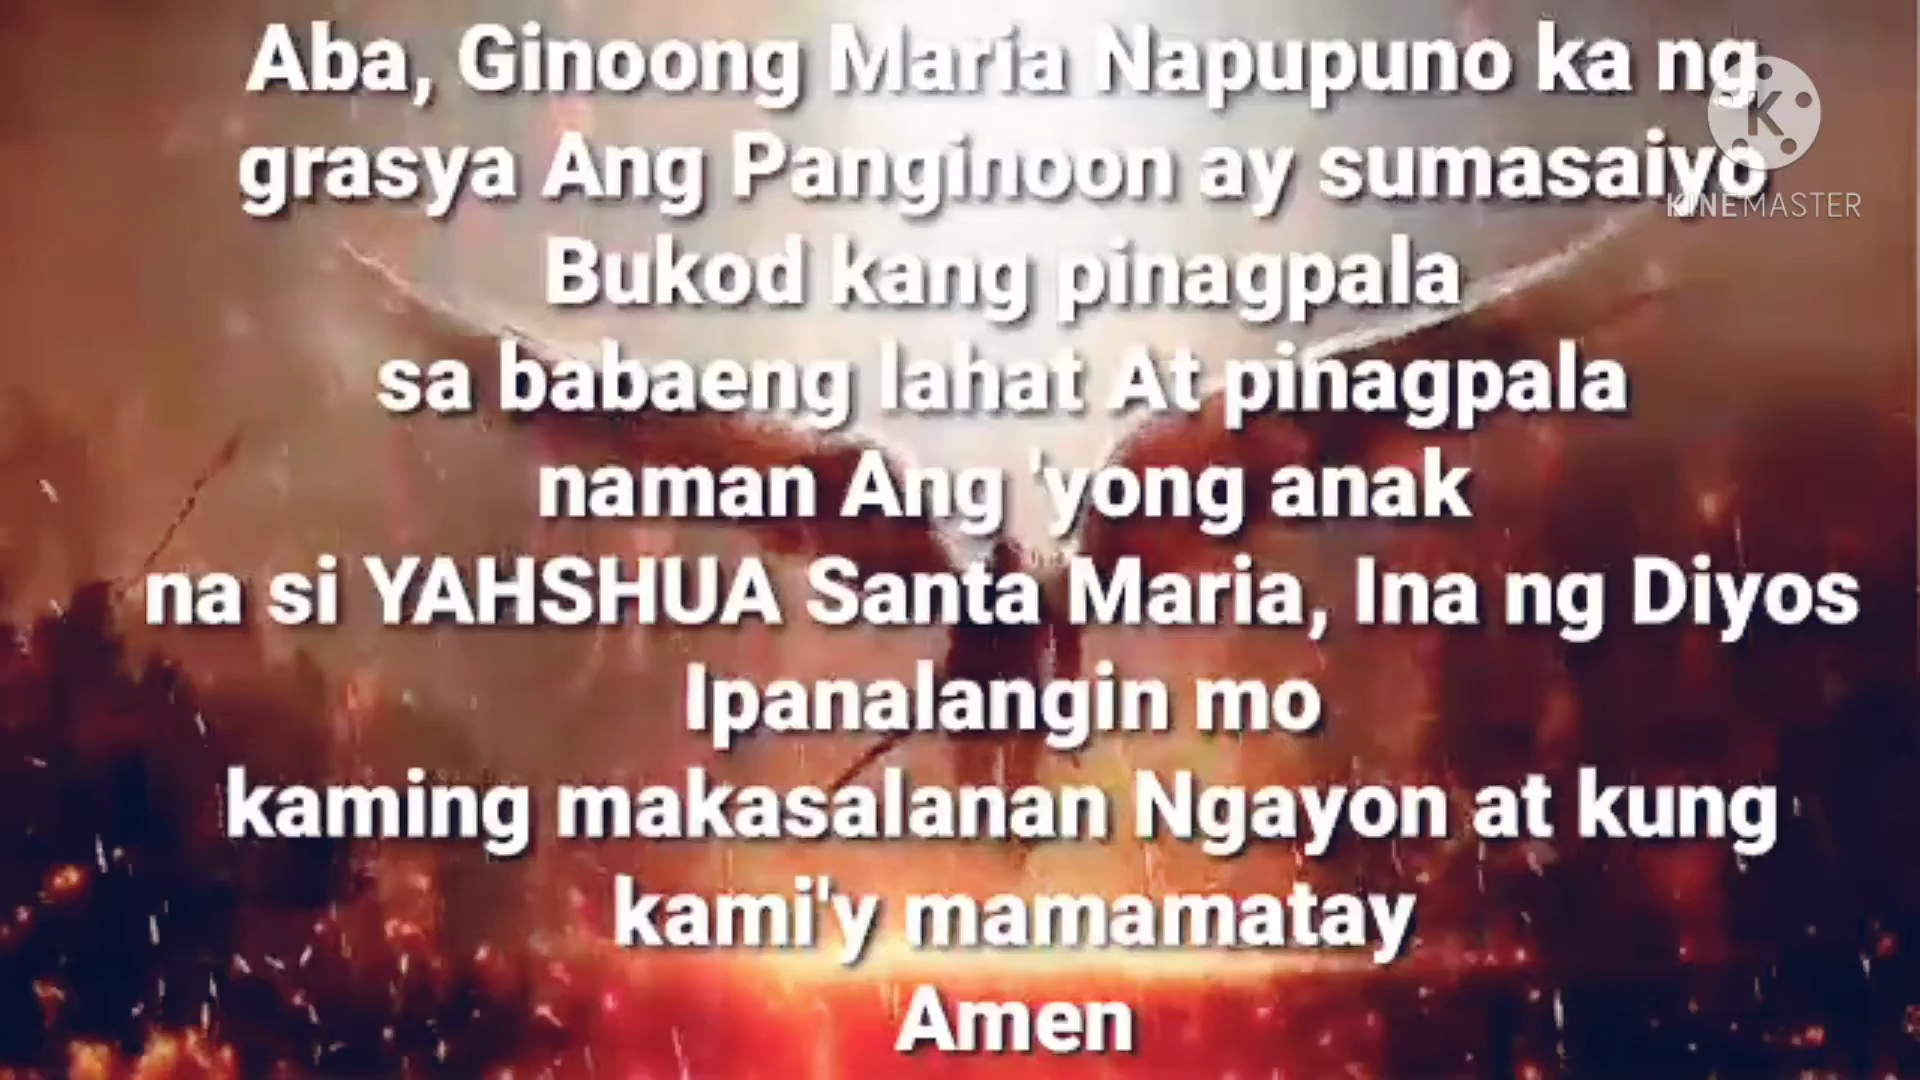 Aba, Ginoong Maria Napupuno ka ng
grasya Ang Panginoon ay sumasaiyo
Bukod kang pinagpala
sa babaeng lahat At pinagpala
naman Ang 'yong anak
na si YAHSHUA Santa Maria, Ina ng Diyos
Ipanalangin mo
kaming makasalanan Ngayon at kung
kami'y mamamatay
Amen
K
KINEMASTER